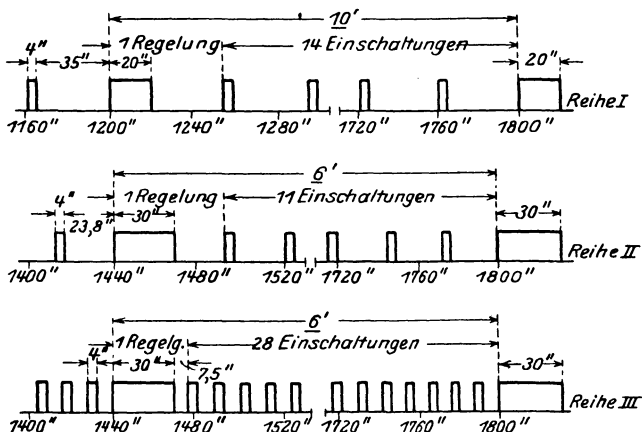 10'
4" 1 Regelung 14 Einschaltungen
35" 20" 20"
Reihe I
1160" 1200" 1240" 1280" 1720" 1760" 1800"
6'
4" 1 Regelung 11 Einschaltungen
23,8" 30" 30"
Reihe II
1400" 1440" 1480" 1520" 1720" 1760" 1800"
6'
1 Regelg. 28 Einschaltungen
4" 30" 7,5" 30"
Reihe III
1400" 1440" 1480" 1520" 1720" 1760" 1800"